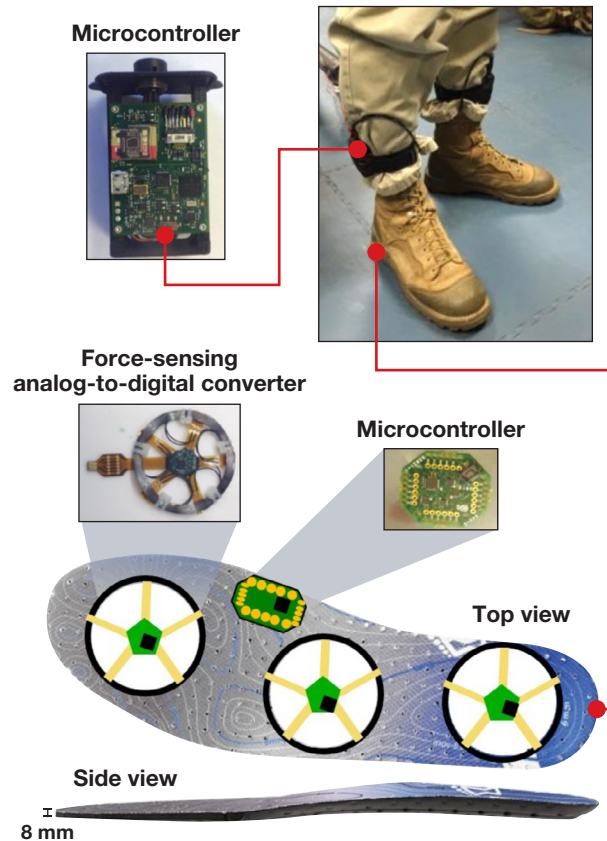 Microcontroller
Force-sensing
analog-to-digital converter
Microcontroller
Top view
Side view
8 mm